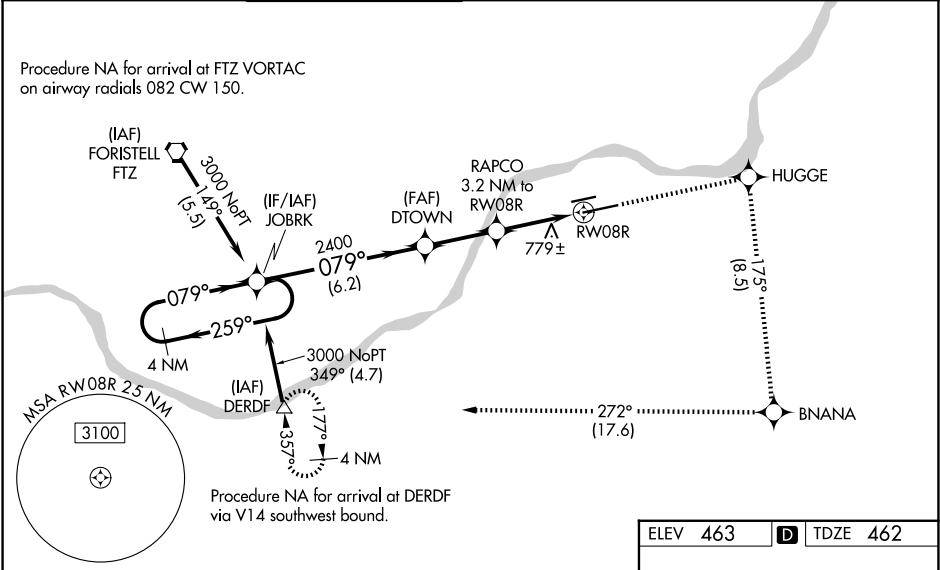 Procedure NA for arrival at FTZ VORTAC
on airway radials 082 CW 150.
(IAF)
FORISTELL
FTZ
3000 NoPT
149°
(5.5)
(IF/IAF)
JOBRK
2400
079°
(6.2)
(FAF)
DTOWN
RAPCO
3.2 NM to
RW08R
779±
RW08R
HUGGE
175°
(8.5)
079°
259°
4 NM
3000 NoPT
349° (4.7)
(IAF)
DERDF
177°
357°
4 NM
272°
(17.6)
BNANA
MSA RW08R 25 NM
3100
Procedure NA for arrival at DERDF
via V14 southwest bound.
ELEV 463 D TDZE 462